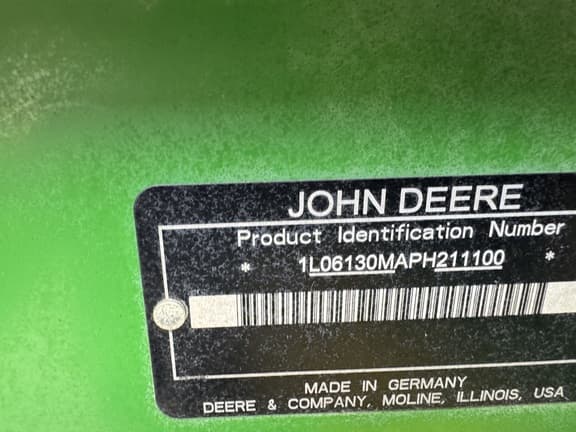 JOHN DEERE
Product Identification Number
* 1L06130MAPH211100 *
MADE IN GERMANY
DEERE & COMPANY, MOLINE, ILLINOIS, USA